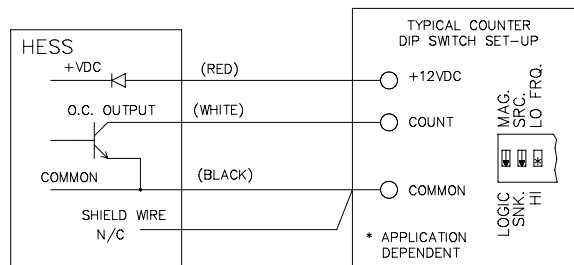 HESS
+VDC
(RED)
O.C. OUTPUT
(WHITE)
COMMON
(BLACK)
SHIELD WIRE
N/C
TYPICAL COUNTER
DIP SWITCH SET-UP
+12VDC
COUNT
COMMON
MAG.
SRC.
LO FRQ.
*
LOGIC
SNK.
HI
* APPLICATION
DEPENDENT